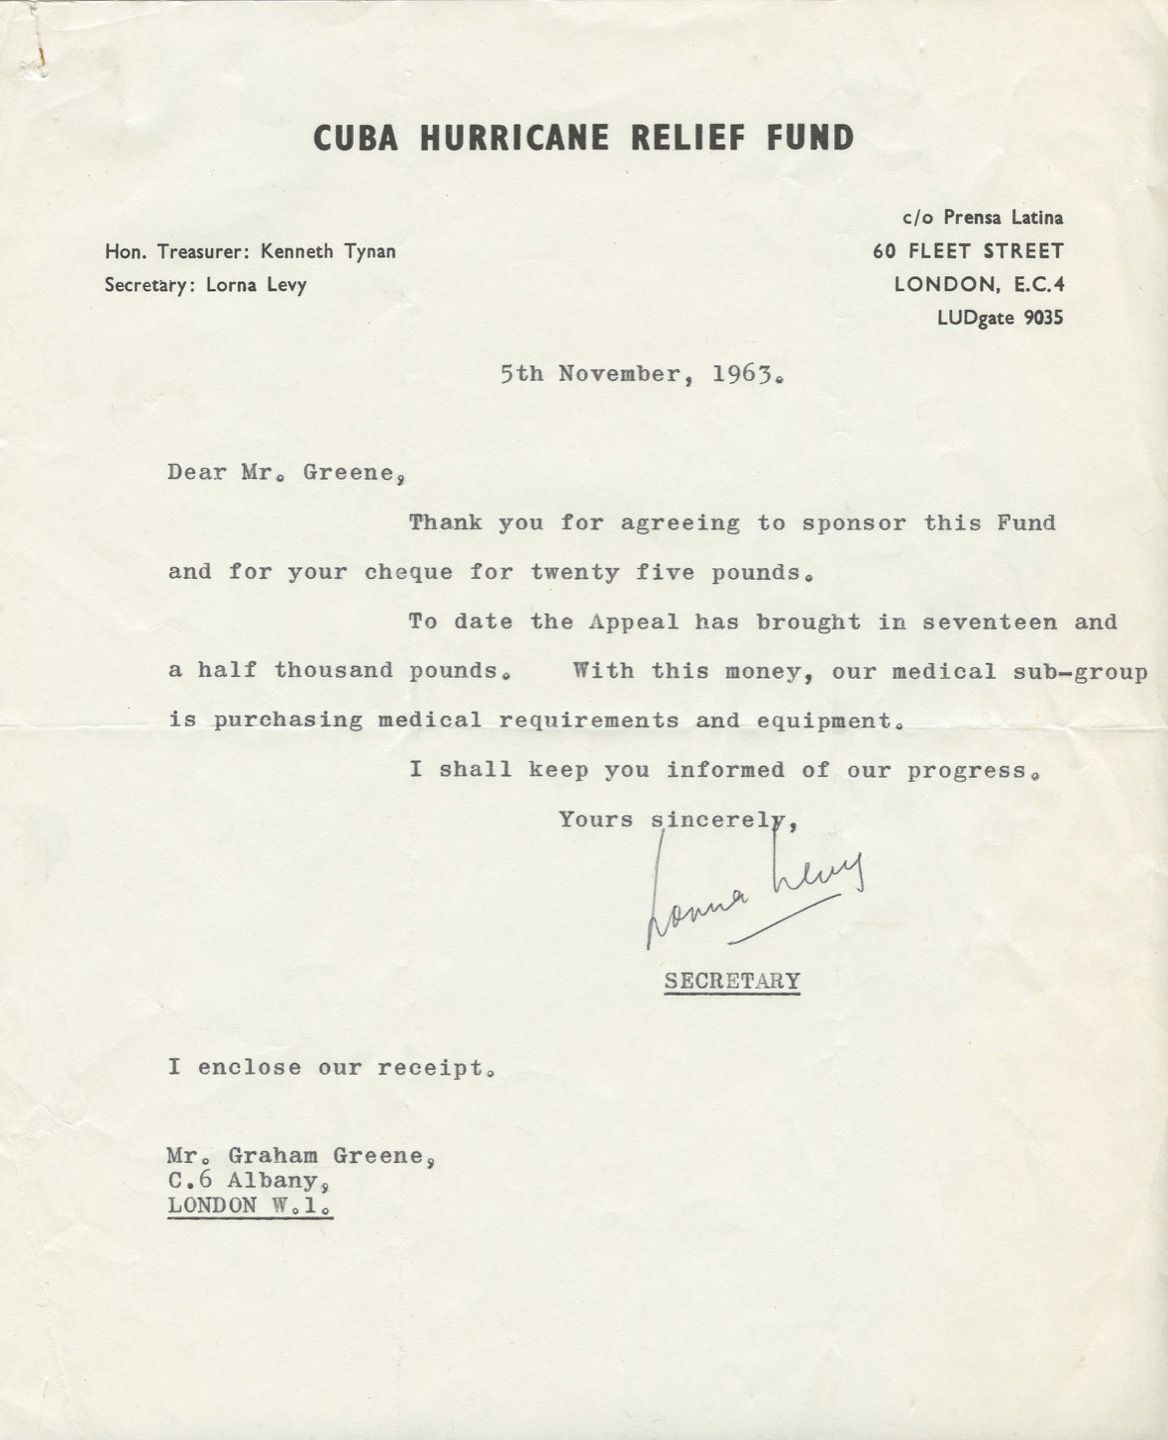 CUBA HURRICANE RELIEF FUND
c/o Prensa Latina
Hon. Treasurer: Kenneth Tynan
60 FLEET STREET
Secretary: Lorna Levy
LONDON, E.C.4
LUDgate 9035
5th November, 1963.
Dear Mr. Greene,
Thank you for agreeing to sponsor this Fund
and for your cheque for twenty five pounds.
To date the Appeal has brought in seventeen and
a half thousand pounds. With this money, our medical sub-group
is purchasing medical requirements and equipment.
I shall keep you informed of our progress.
Yours sincerely,
Lorna Levy
SECRETARY
I enclose our receipt.
Mr. Graham Greene,
C.6 Albany,
LONDON W.1.